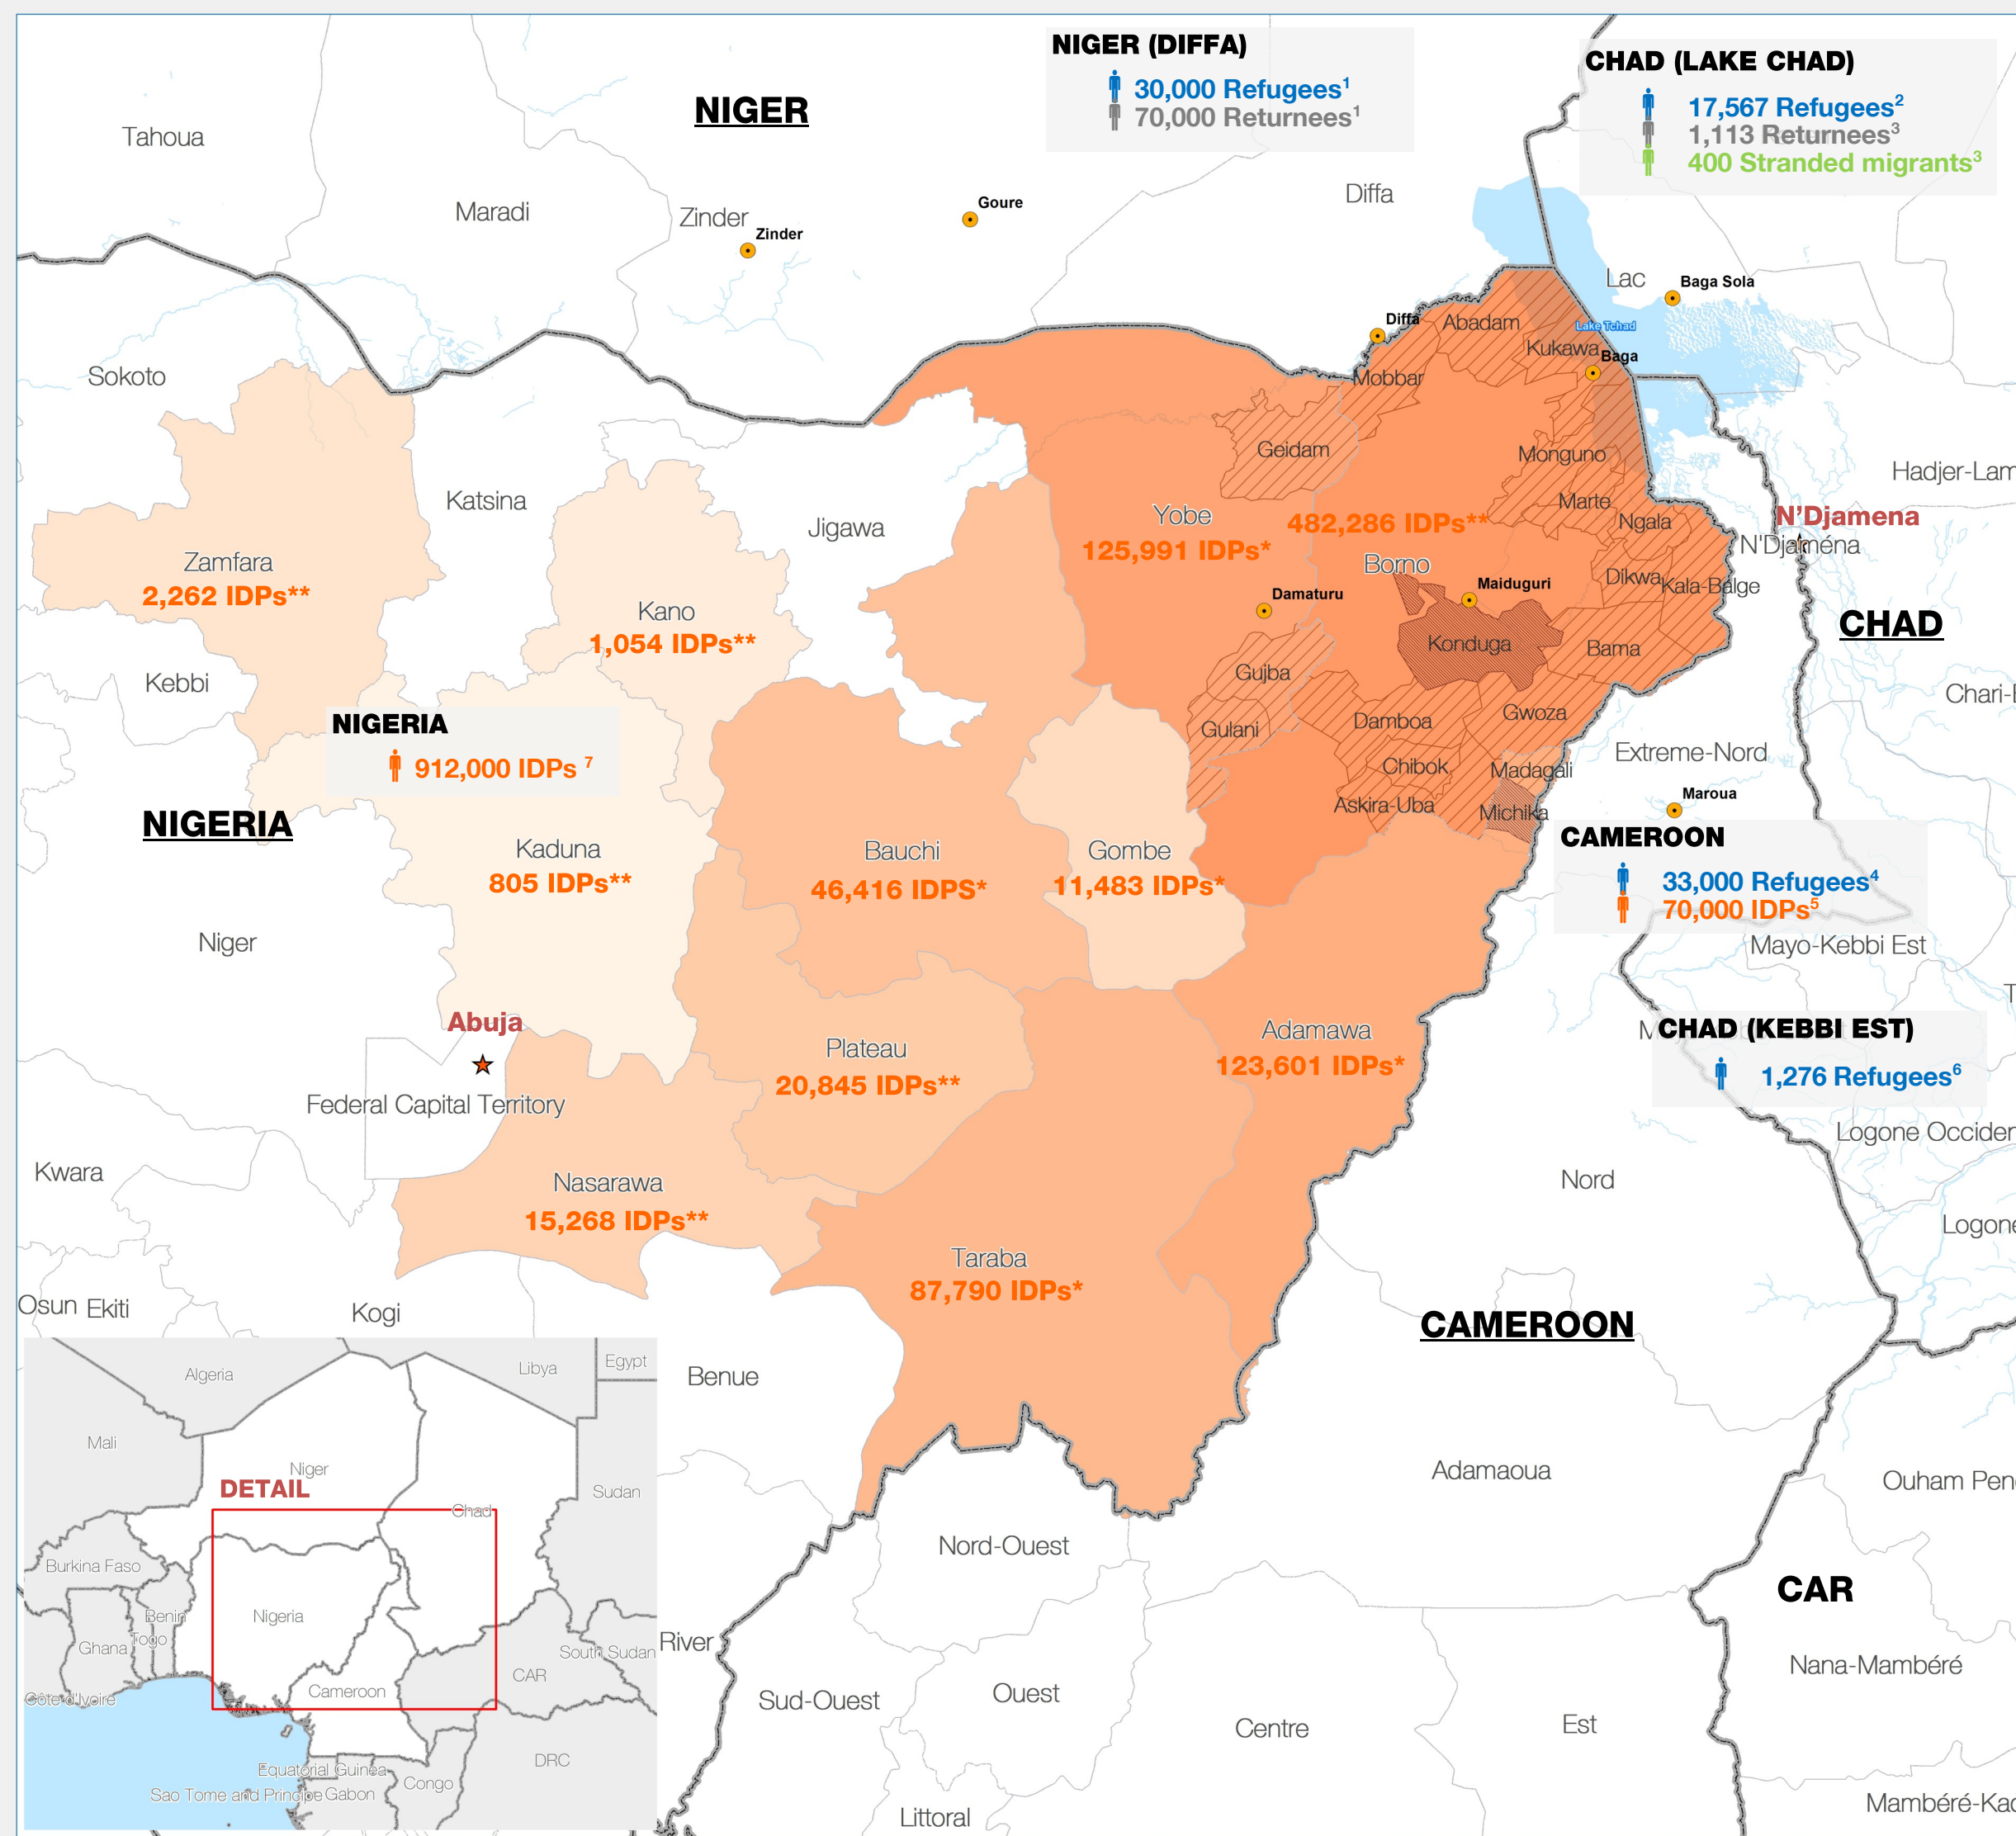 NIGER (DIFFA)
30,000 Refugees1
70,000 Returnees1
CHAD (LAKE CHAD)
17,567 Refugees2
1,113 Returnees3
400 Stranded migrants3
NIGER
Tahoua
Maradi
Zinder
Zinder
Goure
Diffa
Lac
Baga Sola
Diffa
Abadam
Lake Tchad
Kukawa
Baga
Mobbar
Sokoto
Geidam
Monguno
Hadjer-Lam
Katsina
Jigawa
Yobe
125,991 IDPs*
482,286 IDPs**
Marte
Ngala
N'Djamena
N'Djaména
Zamfara
2,262 IDPs**
Borno
Maiduguri
Dikwa
Kala-Balge
Kano
1,054 IDPs**
Damaturu
Konduga
Bama
CHAD
Kebbi
Gujba
Chari-
NIGERIA
912,000 IDPs 7
Gulani
Damboa
Gwoza
Extreme-Nord
Chibok
Madagali
Askira-Uba
Michika
Maroua
NIGERIA
Kaduna
805 IDPs**
Bauchi
46,416 IDPS*
Gombe
11,483 IDPs*
CAMEROON
33,000 Refugees4
70,000 IDPs5
Niger
Mayo-Kebbi Est
Abuja
Plateau
20,845 IDPs**
Adamawa
123,601 IDPs*
CHAD (KEBBI EST)
1,276 Refugees6
Federal Capital Territory
Logone Occiden
Kwara
Nasarawa
15,268 IDPs**
Nord
Logone
Taraba
87,790 IDPs*
Osun
Ekiti
Kogi
CAMEROON
Benue
Adamaoua
Ouham Pen
Nord-Ouest
CAR
River
Nana-Mambéré
Sud-Ouest
Ouest
Centre
Est
Littoral
Mambéré-Kad
Algeria
Libya
Egypt
Mali
Niger
DETAIL
Chad
Sudan
Burkina Faso
Benin
Nigeria
Ghana
Togo
South Sudan
CAR
Côte d'Ivoire
Cameroon
Equatorial Guinea
DRC
Sao Tome and Principe
Gabon
Congo